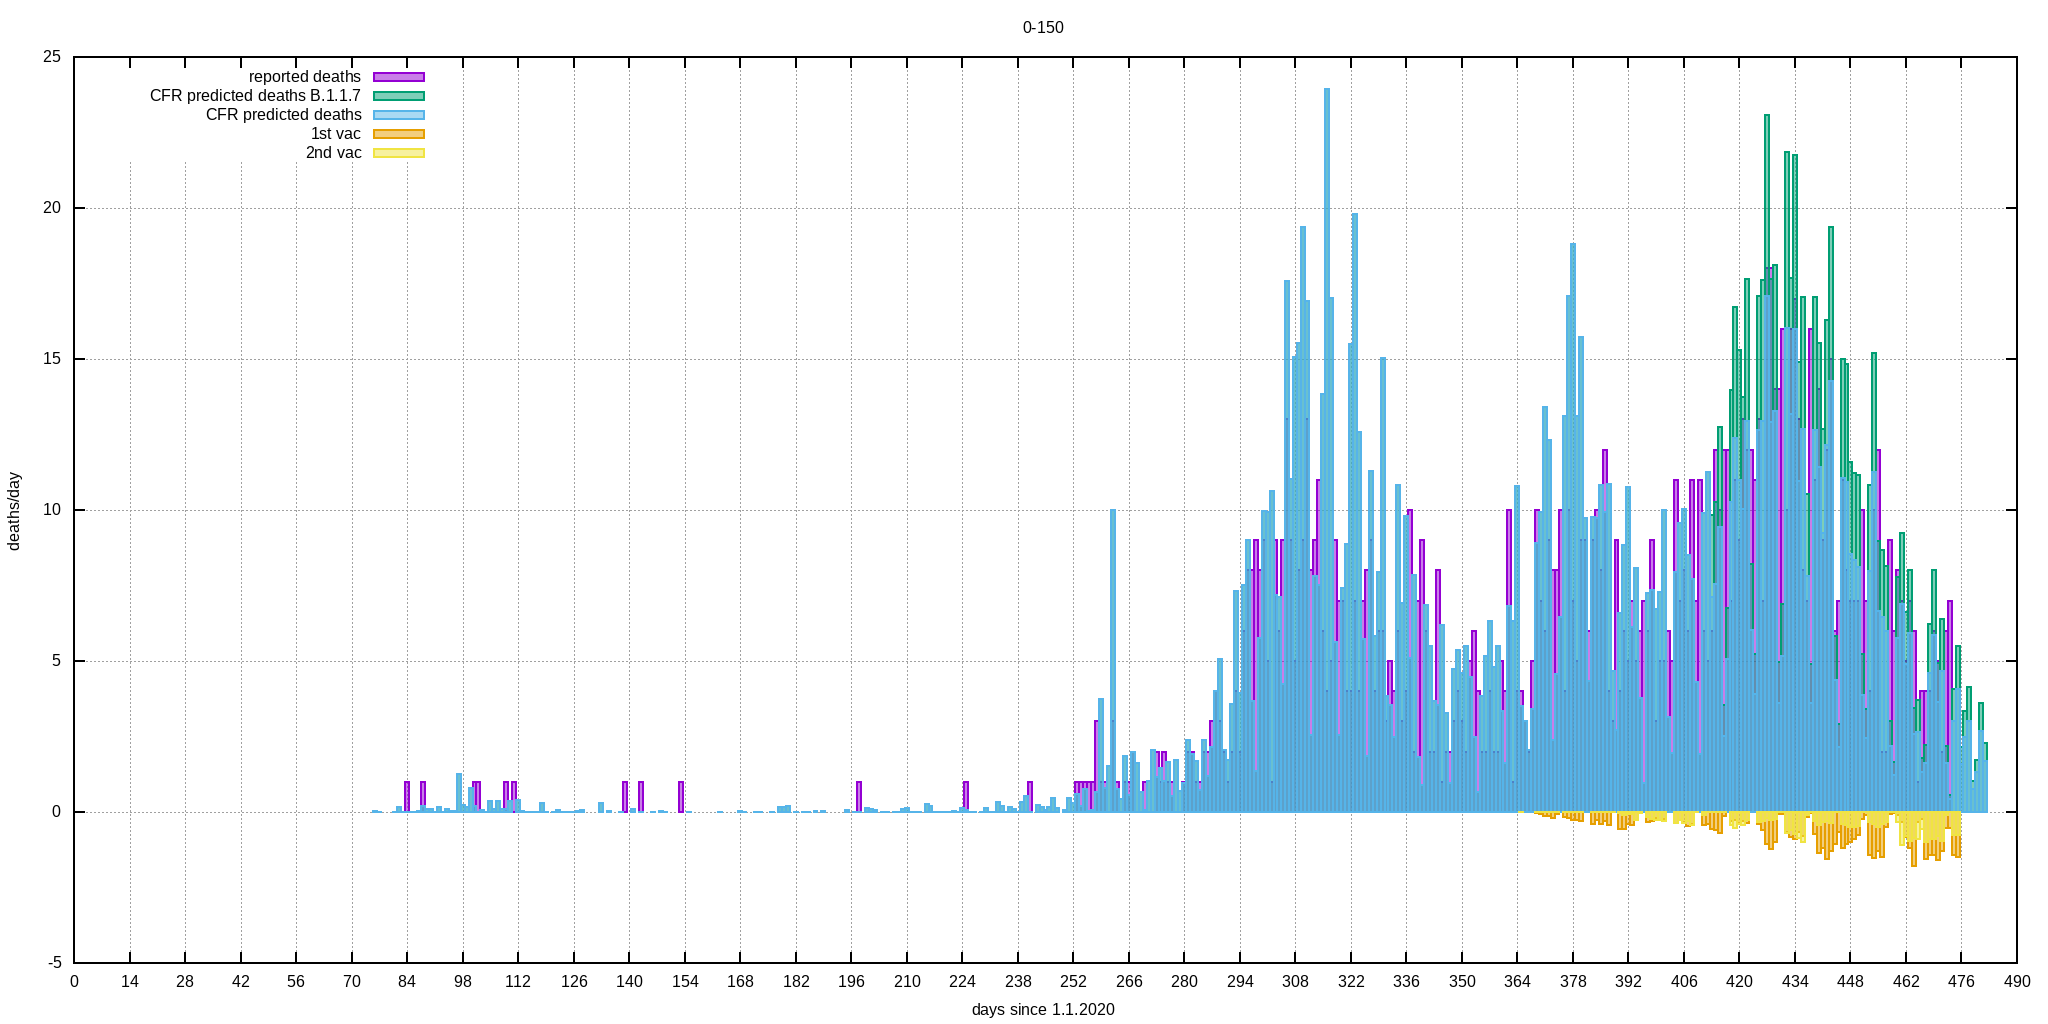 0-150
reported deaths
CFR predicted deaths B.1.1.7
CFR predicted deaths
1st vac
2nd vac
25
20
15
10
5
0
-5
deaths/day
0 14 28 42 56 70 84 98 112 126 140 154 168 182 196 210 224 238 252 266 280 294 308 322 336 350 364 378 392 406 420 434 448 462 476 490
days since 1.1.2020